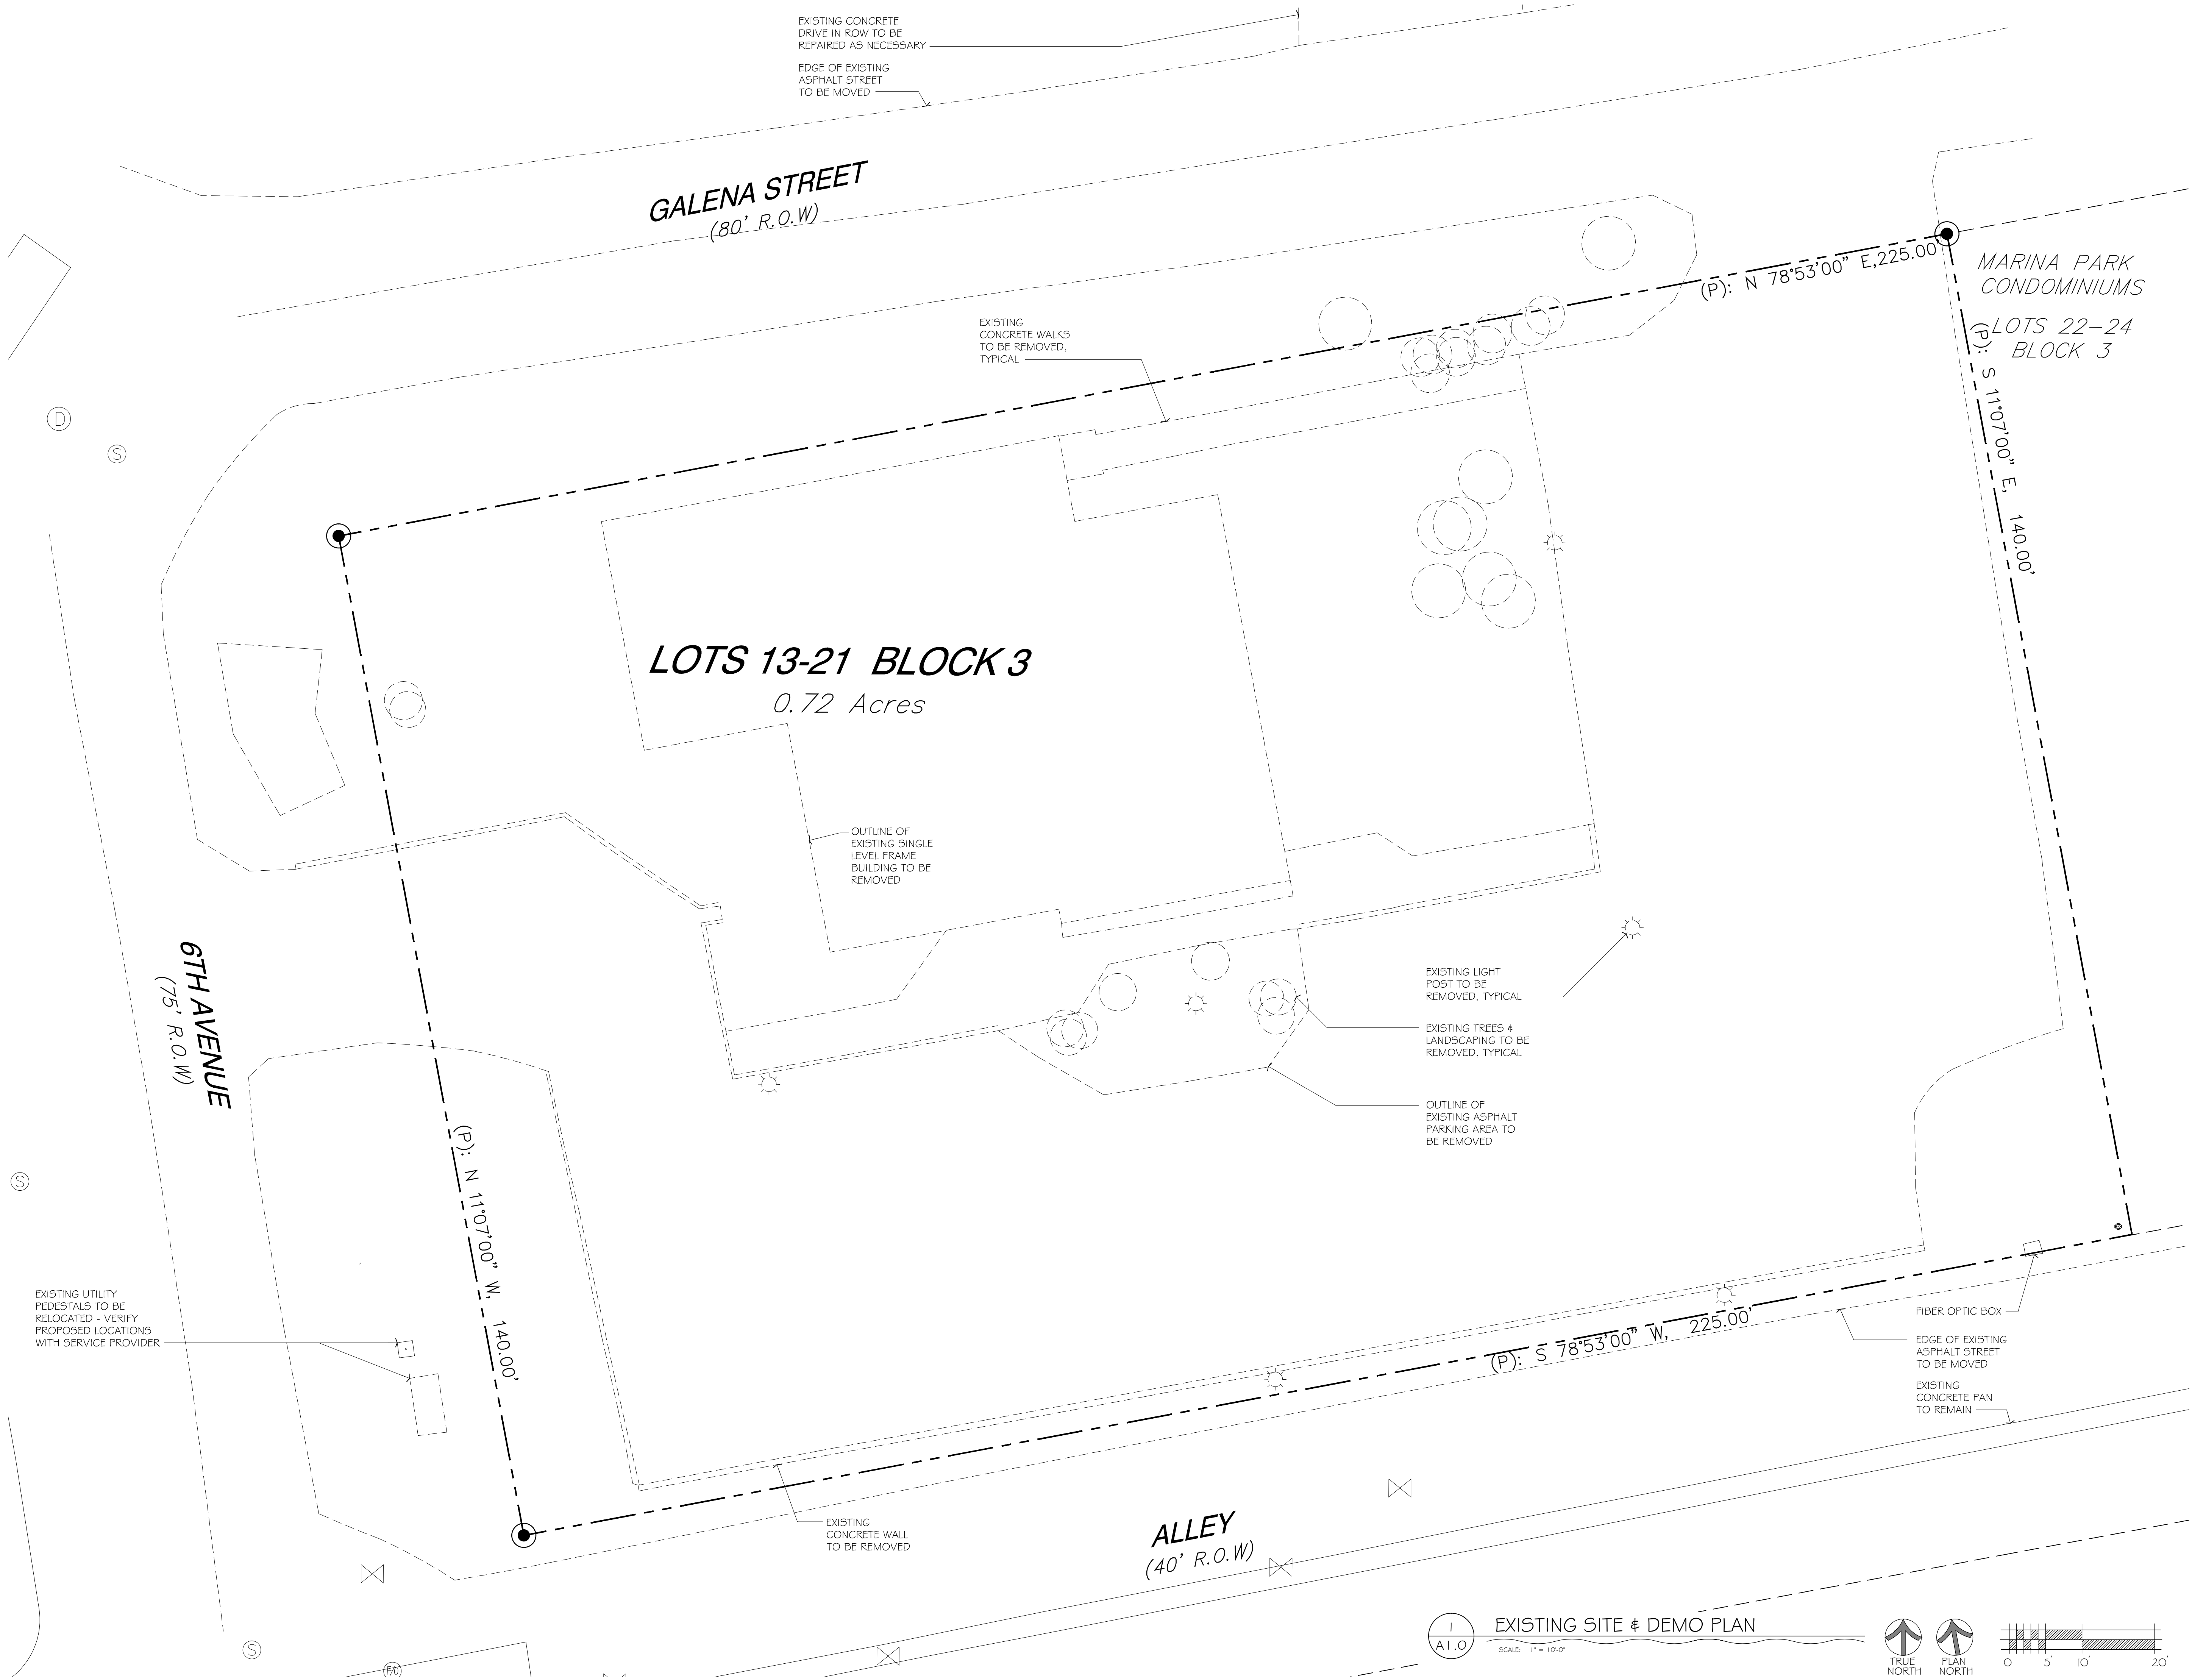 EXISTING CONCRETE
DRIVE IN ROW TO BE
REPAIRED AS NECESSARY
EDGE OF EXISTING
ASPHALT STREET
TO BE MOVED
GALENA STREET
(80' R.O.W)
(P): N 78°53'00" E,225.00'
MARINA PARK
CONDOMINIUMS
LOTS 22-24
BLOCK 3
(P): S 11°07'00" E, 140.00'
EXISTING
CONCRETE WALKS
TO BE REMOVED,
TYPICAL
D
S
LOTS 13-21 BLOCK 3
0.72 Acres
OUTLINE OF
EXISTING SINGLE
LEVEL FRAME
BUILDING TO BE
REMOVED
6TH AVENUE
(75' R.O.W)
EXISTING LIGHT
POST TO BE
REMOVED, TYPICAL
EXISTING TREES &
LANDSCAPING TO BE
REMOVED, TYPICAL
OUTLINE OF
EXISTING ASPHALT
PARKING AREA TO
BE REMOVED
S
(P): N 11°07'00" W, 140.00'
EXISTING UTILITY
PEDESTALS TO BE
RELOCATED - VERIFY
PROPOSED LOCATIONS
WITH SERVICE PROVIDER
(P): S 78°53'00" W, 225.00'
FIBER OPTIC BOX
EDGE OF EXISTING
ASPHALT STREET
TO BE MOVED
EXISTING
CONCRETE PAN
TO REMAIN
EXISTING
CONCRETE WALL
TO BE REMOVED
ALLEY
(40' R.O.W)
S
F/O
1
A1.0
EXISTING SITE & DEMO PLAN
SCALE: 1" = 10'-0"
TRUE
NORTH
PLAN
NORTH
0 5' 10' 20'